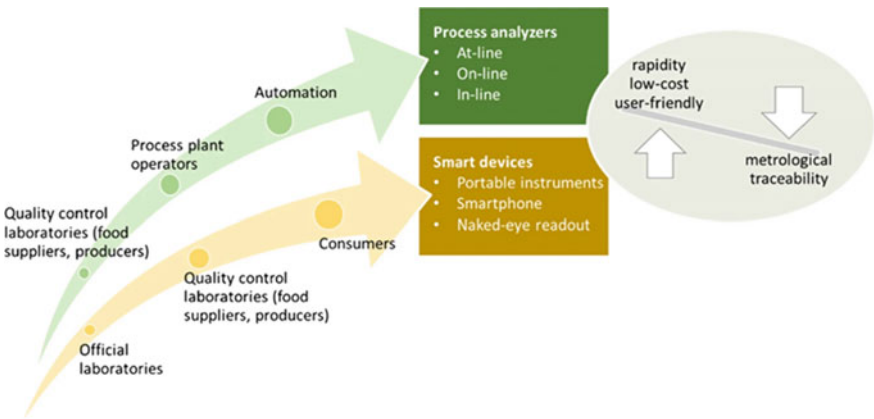 Process analyzers
• At-line
• On-line
• In-line
rapidity
low-cost
user-friendly
metrological
traceability
Automation
Process plant
operators
Quality control
laboratories (food
suppliers, producers)
Smart devices
• Portable instruments
• Smartphone
• Naked-eye readout
Consumers
Quality control
laboratories (food
suppliers, producers)
Official
laboratories